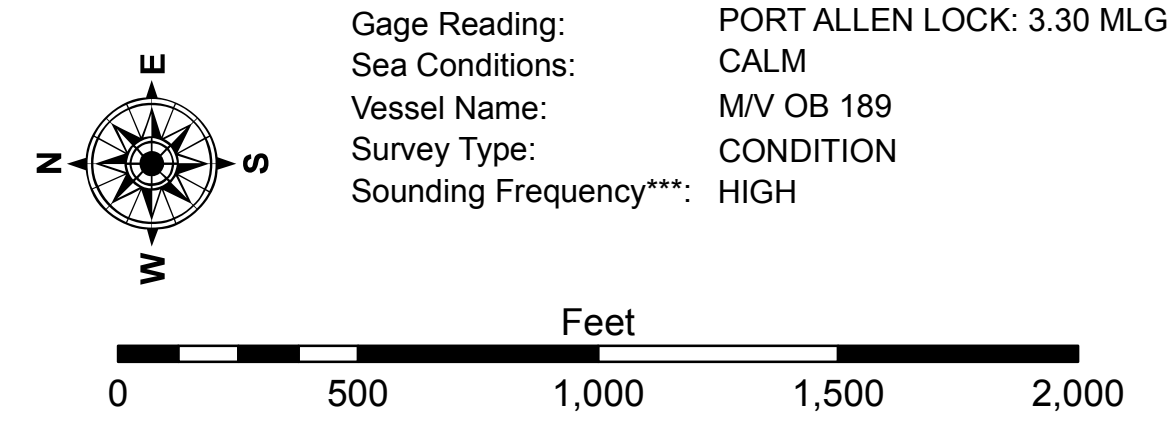 Gage Reading: PORT ALLEN LOCK: 3.30 MLG
Sea Conditions: CALM
Vessel Name: M/V OB 189
Survey Type: CONDITION
Sounding Frequency***: HIGH
E
N S
W
Feet
0 500 1,000 1,500 2,000